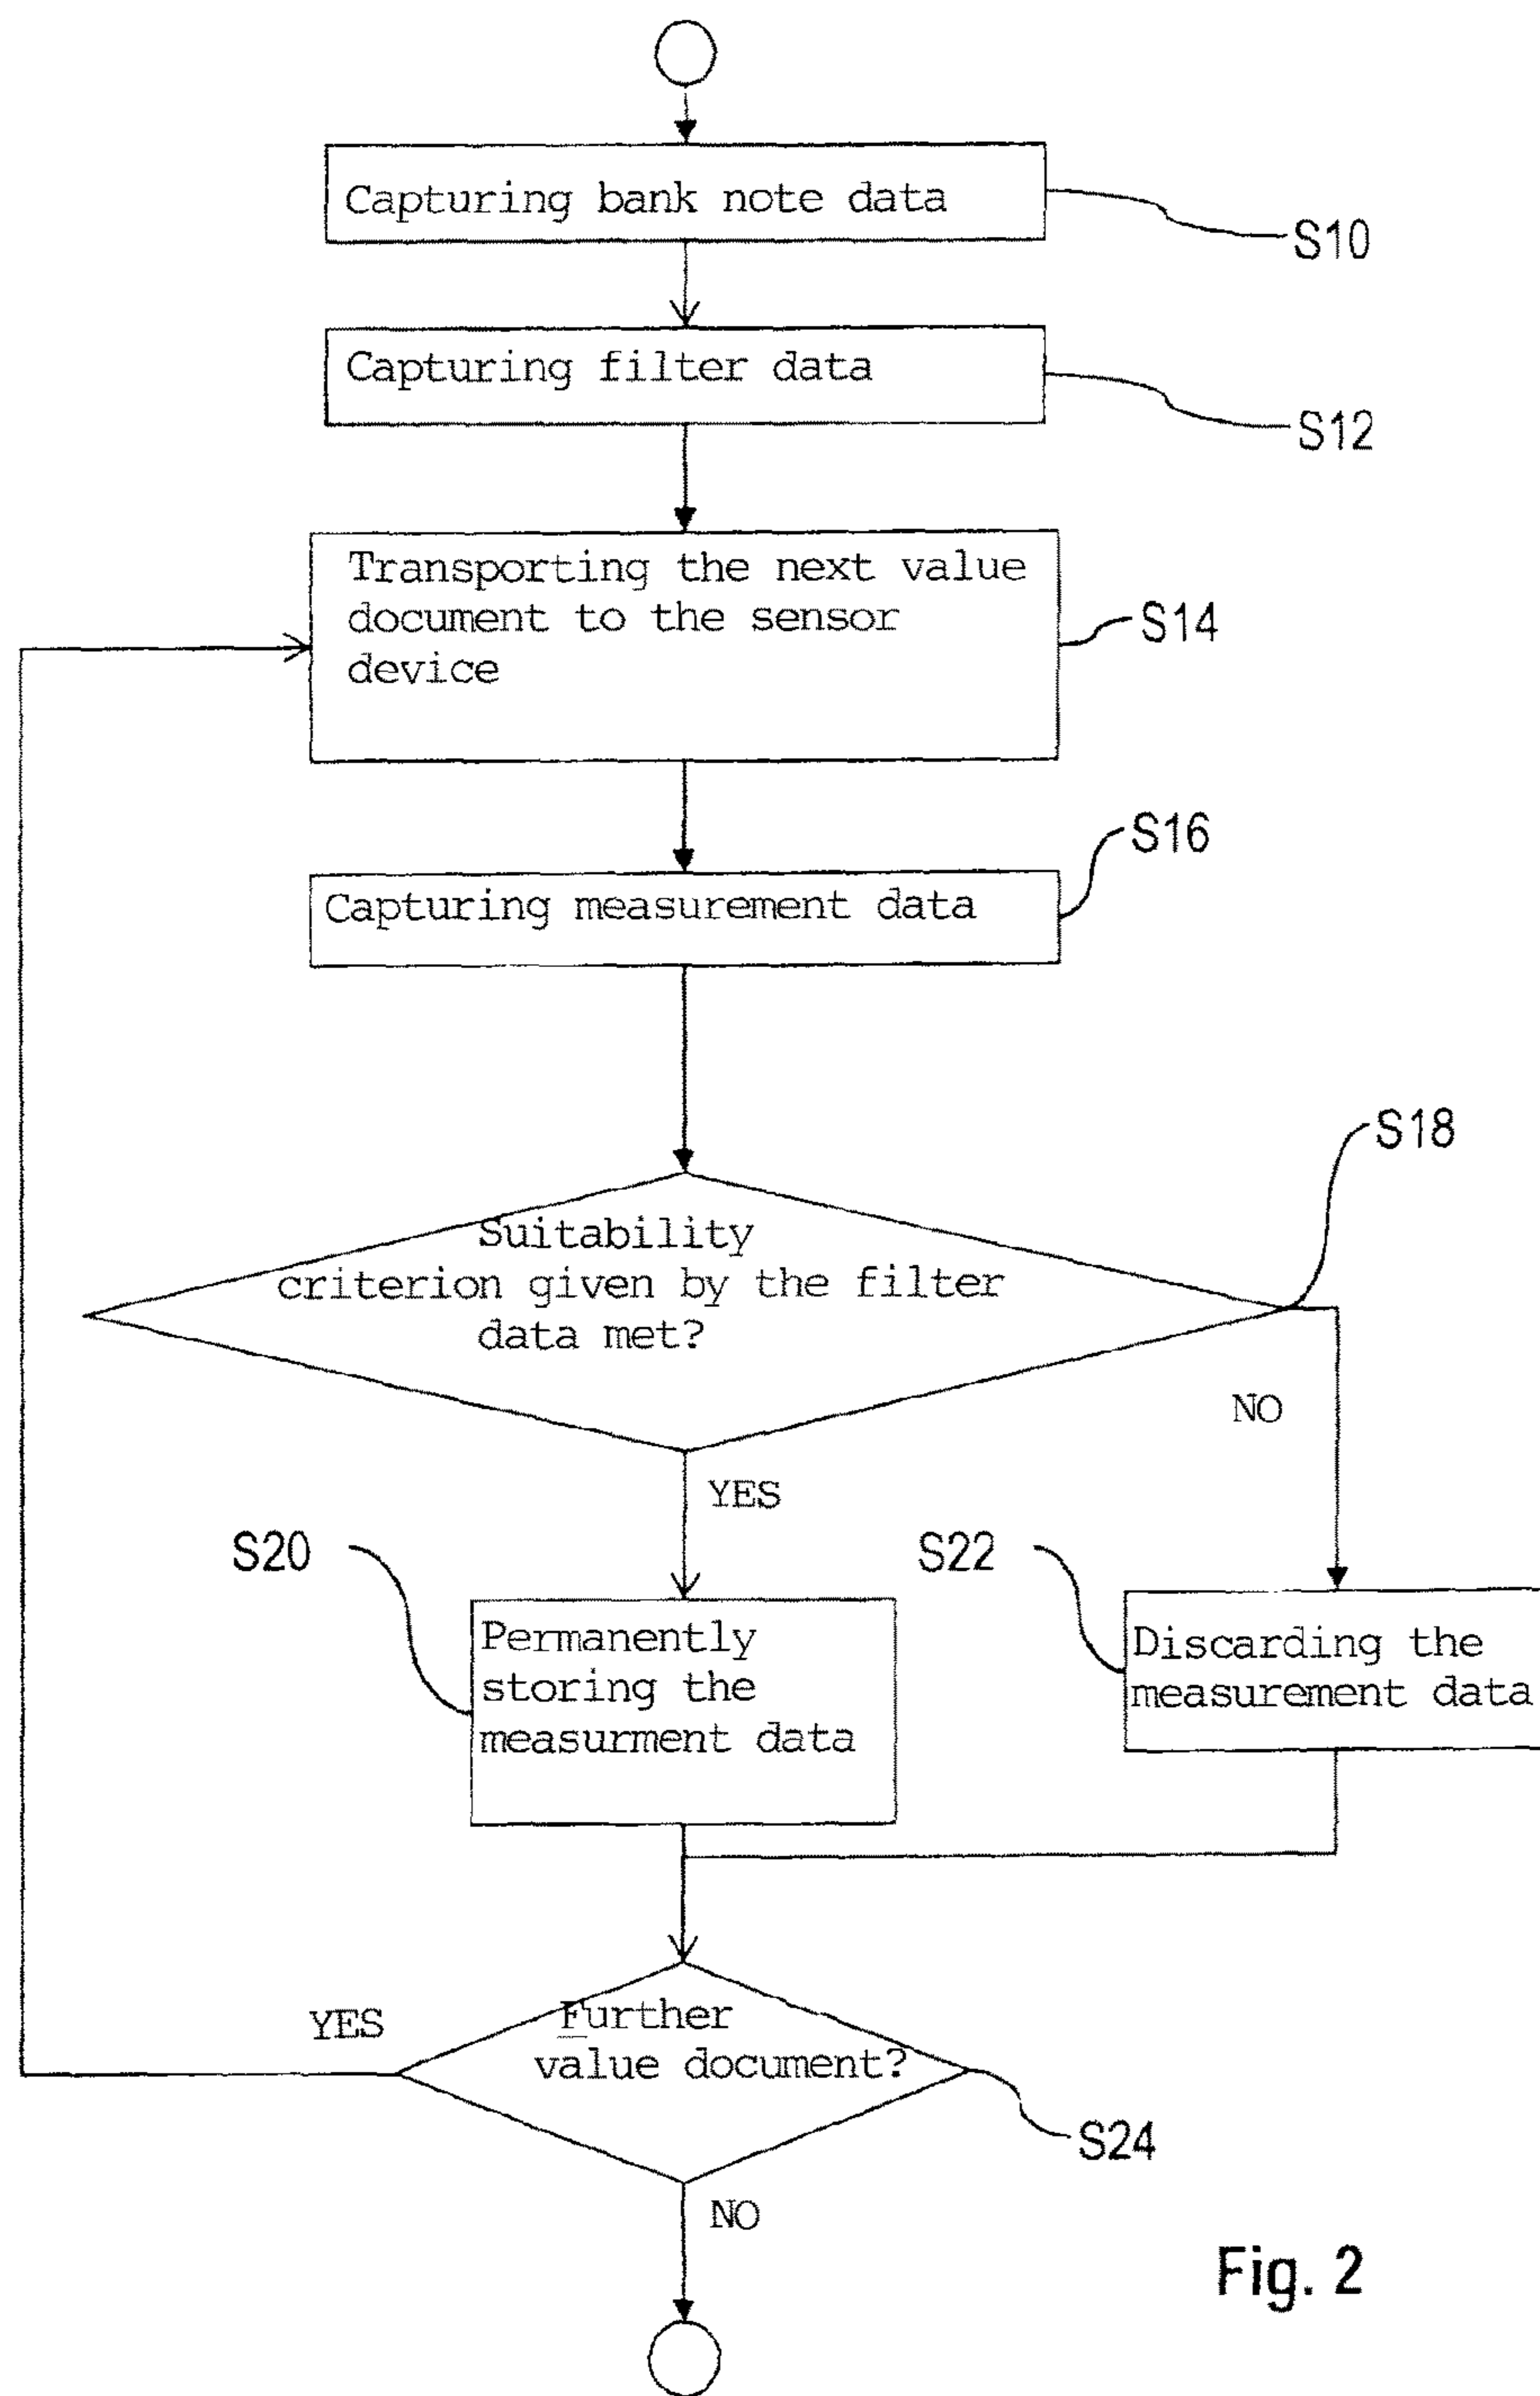 Capturing bank note data
S10
Capturing filter data
S12
Transporting the next value
document to the sensor
device
S14
S16
Capturing measurement data
S18
Suitability
criterion given by the filter
data met?
NO
YES
S20
S22
Permanently
storing the
measurment data
Discarding the
measurement data
YES
Further
value document?
S24
NO
Fig. 2